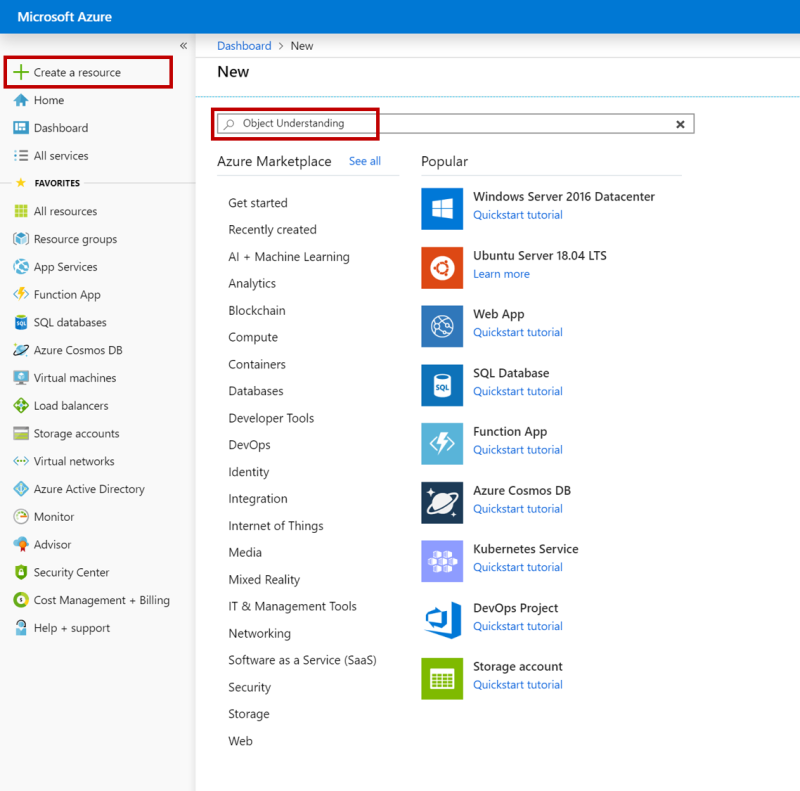 Microsoft Azure
«
Create a resource
Home
Dashboard
All services
FAVORITES
All resources
Resource groups
App Services
Function App
SQL databases
Azure Cosmos DB
Virtual machines
Load balancers
Storage accounts
Virtual networks
Azure Active Directory
Monitor
Advisor
Security Center
Cost Management + Billing
Help + support
Dashboard > New
New
Object Understanding
Azure Marketplace See all
Get started
Recently created
AI + Machine Learning
Analytics
Blockchain
Compute
Containers
Databases
Developer Tools
DevOps
Identity
Integration
Internet of Things
Media
Mixed Reality
IT & Management Tools
Networking
Software as a Service (SaaS)
Security
Storage
Web
Popular
Windows Server 2016 Datacenter
Quickstart tutorial
Ubuntu Server 18.04 LTS
Learn more
Web App
Quickstart tutorial
SQL Database
Quickstart tutorial
Function App
Quickstart tutorial
Azure Cosmos DB
Quickstart tutorial
Kubernetes Service
Quickstart tutorial
DevOps Project
Quickstart tutorial
Storage account
Quickstart tutorial